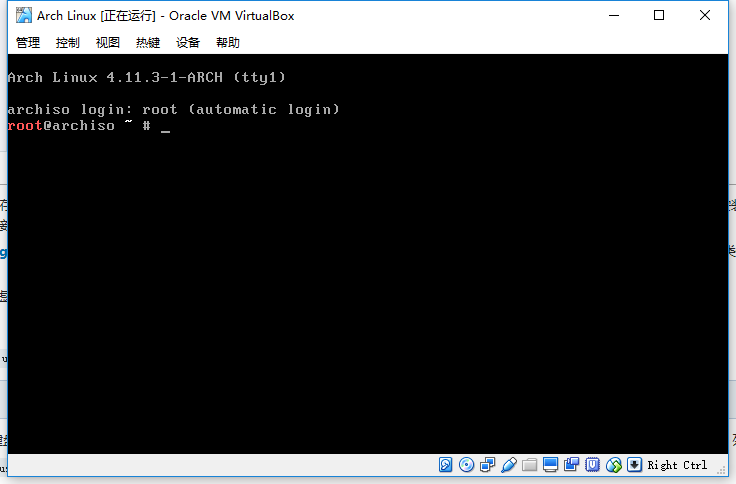 Arch Linux [正在运行] - Oracle VM VirtualBox
管理 控制 视图 热键 设备 帮助
Arch Linux 4.11.3-1-ARCH (tty1)
archiso login: root (automatic login)
root@archiso ~ # _
Right Ctrl